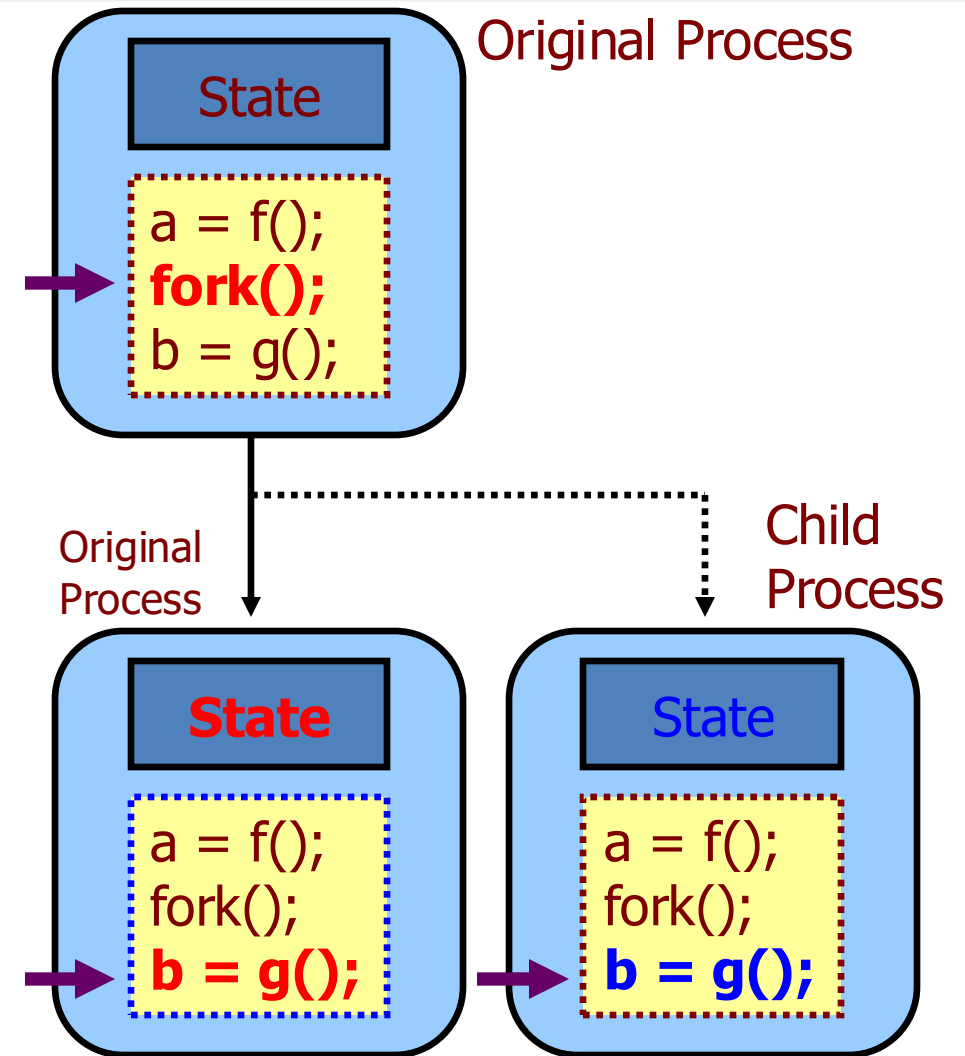 Original Process
State
a = f();
fork();
b = g();
Original
Process
Child
Process
State
a = f();
fork();
b = g();
State
a = f();
fork();
b = g();